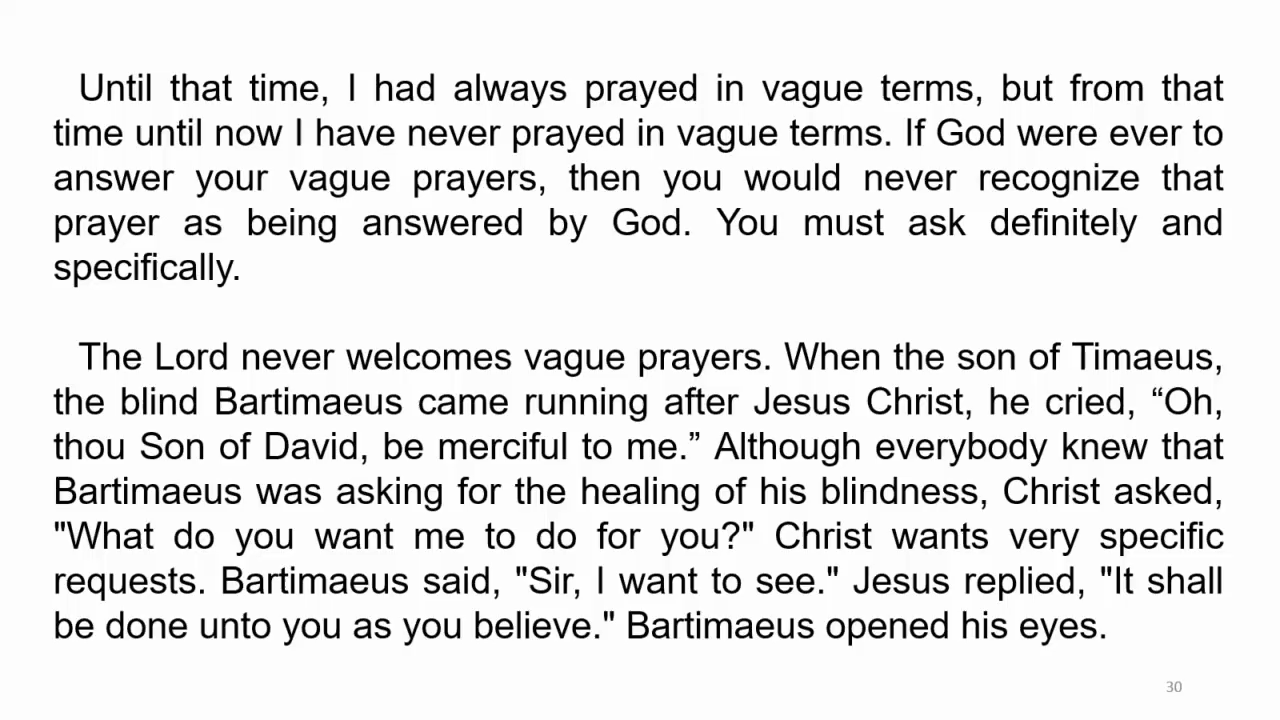 Until that time, I had always prayed in vague terms, but from that
time until now I have never prayed in vague terms. If God were ever to
answer your vague prayers, then you would never recognize that
prayer as being answered by God. You must ask definitely and
specifically.
The Lord never welcomes vague prayers. When the son of Timaeus,
the blind Bartimaeus came running after Jesus Christ, he cried, “Oh,
thou Son of David, be merciful to me.” Although everybody knew that
Bartimaeus was asking for the healing of his blindness, Christ asked,
"What do you want me to do for you?" Christ wants very specific
requests. Bartimaeus said, "Sir, I want to see." Jesus replied, "It shall
be done unto you as you believe." Bartimaeus opened his eyes.
30